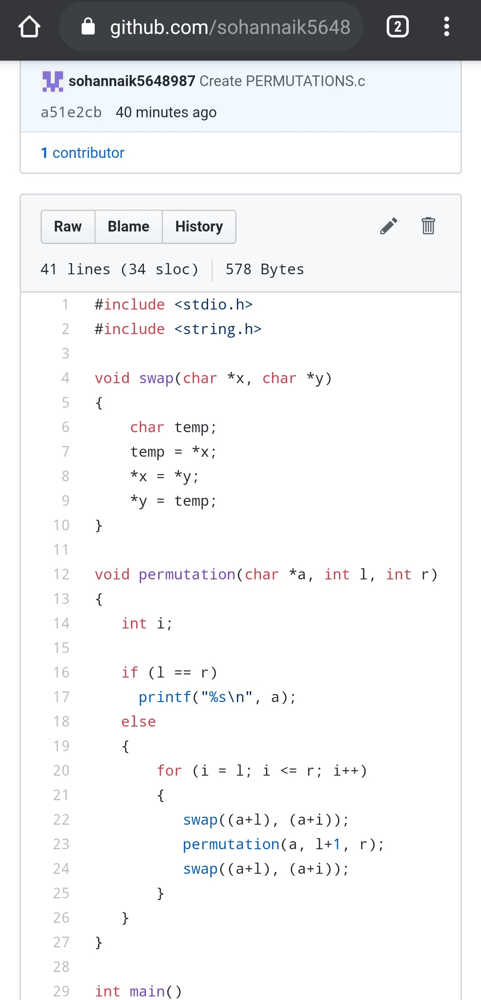 github.com/sohannaik5648
2
sohannaik5648987 Create PERMUTATIONS.c
a51e2cb 40 minutes ago
1 contributor
Raw Blame History
41 lines (34 sloc) 578 Bytes
1 #include <stdio.h>
2 #include <string.h>
3
4 void swap(char *x, char *y)
5 {
6     char temp;
7     temp = *x;
8     *x = *y;
9     *y = temp;
10 }
11
12 void permutation(char *a, int l, int r)
13 {
14    int i;
15
16    if (l == r)
17      printf("%s\n", a);
18    else
19    {
20        for (i = l; i <= r; i++)
21        {
22           swap((a+l), (a+i));
23           permutation(a, l+1, r);
24           swap((a+l), (a+i));
25        }
26    }
27 }
28
29 int main()